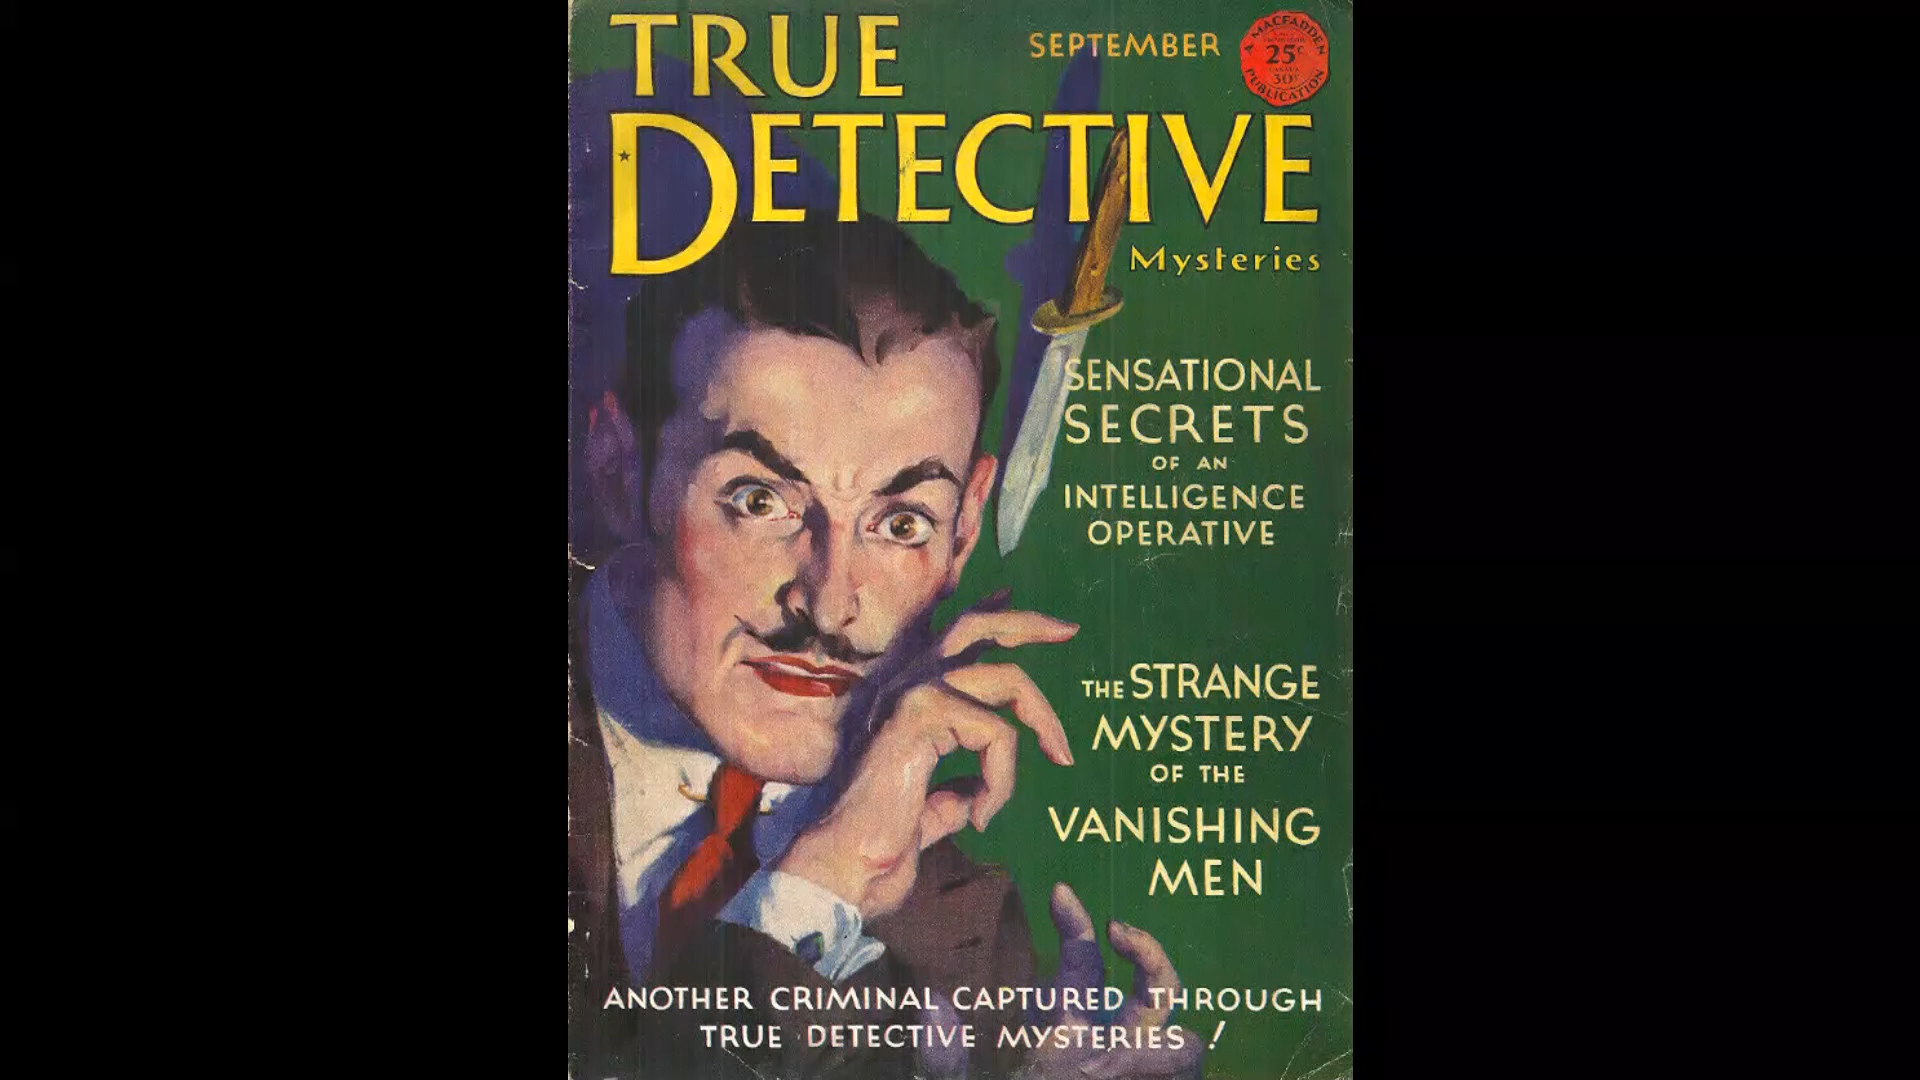 TRUE
DETECTIVE
Mysteries
SEPTEMBER
A MACFADDEN
25¢
30¢
PUBLICATION
SENSATIONAL
SECRETS
OF AN
INTELLIGENCE
OPERATIVE
THE STRANGE
MYSTERY
OF THE
VANISHING
MEN
ANOTHER CRIMINAL CAPTURED THROUGH
TRUE DETECTIVE MYSTERIES!